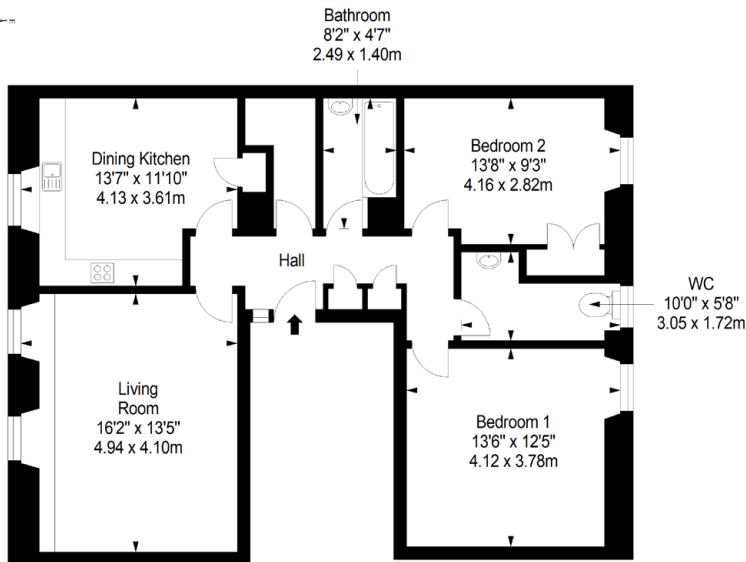 Bathroom
8'2" x 4'7"
2.49 x 1.40m
Dining Kitchen
13'7" x 11'10"
4.13 x 3.61m
Bedroom 2
13'8" x 9'3"
4.16 x 2.82m
Hall
WC
10'0" x 5'8"
3.05 x 1.72m
Living
Room
16'2" x 13'5"
4.94 x 4.10m
Bedroom 1
13'6" x 12'5"
4.12 x 3.78m